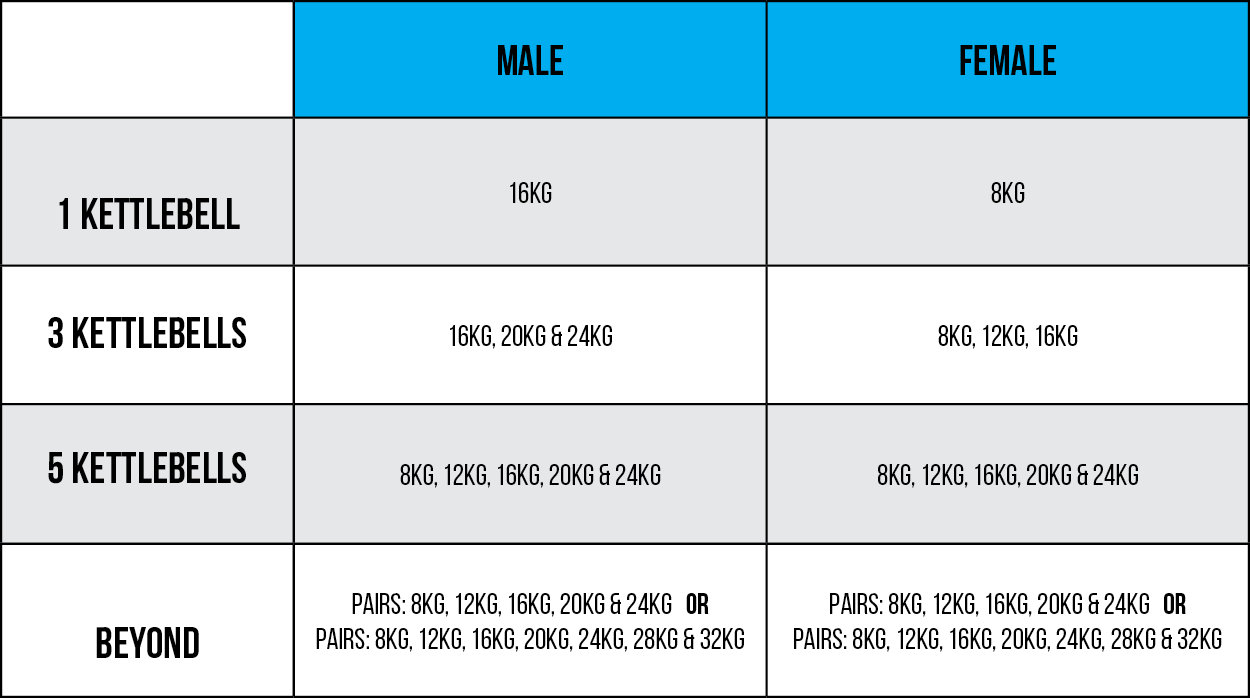 MALE
FEMALE
1 KETTLEBELL
16KG
8KG
3 KETTLEBELLS
16KG, 20KG & 24KG
8KG, 12KG, 16KG
5 KETTLEBELLS
8KG, 12KG, 16KG, 20KG & 24KG
8KG, 12KG, 16KG, 20KG & 24KG
BEYOND
PAIRS: 8KG, 12KG, 16KG, 20KG & 24KG OR
PAIRS: 8KG, 12KG, 16KG, 20KG, 24KG, 28KG & 32KG
PAIRS: 8KG, 12KG, 16KG, 20KG & 24KG OR
PAIRS: 8KG, 12KG, 16KG, 20KG, 24KG, 28KG & 32KG